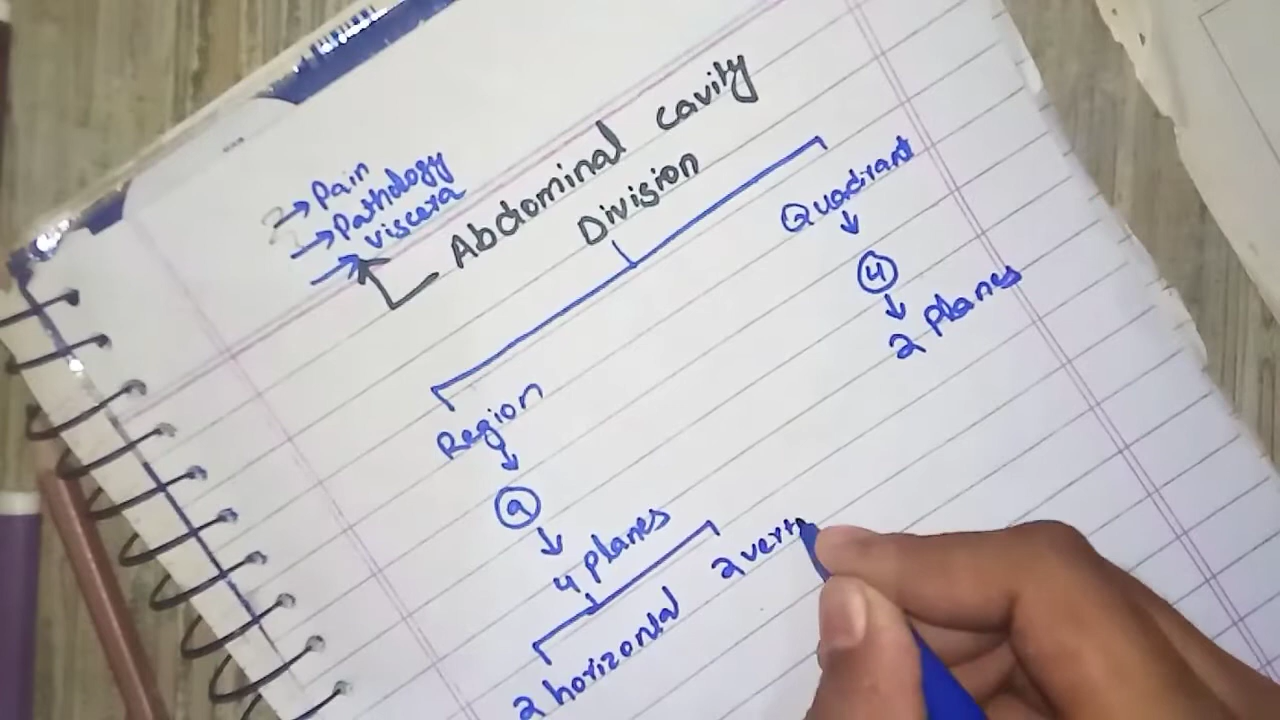 Abdominal cavity
Division
→ Pain
→ Pathology
→ viscera
Quadrant
4
2 planes
Region
9
4 planes
2 horizontal
2 vert